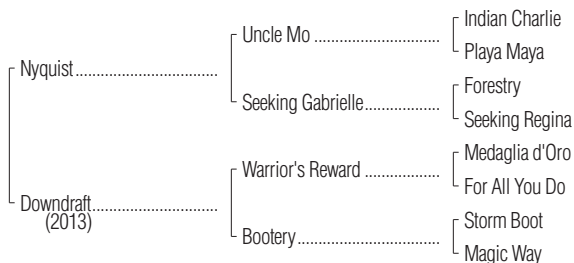 Indian Charlie
Uncle Mo ................................
Playa Maya
Nyquist ....................................
Forestry
Seeking Gabrielle ...................
Seeking Regina
Medaglia d'Oro
Warrior's Reward ...................
For All You Do
Downdraft ................................
(2013)
Storm Boot
Bootery ....................................
Magic Way